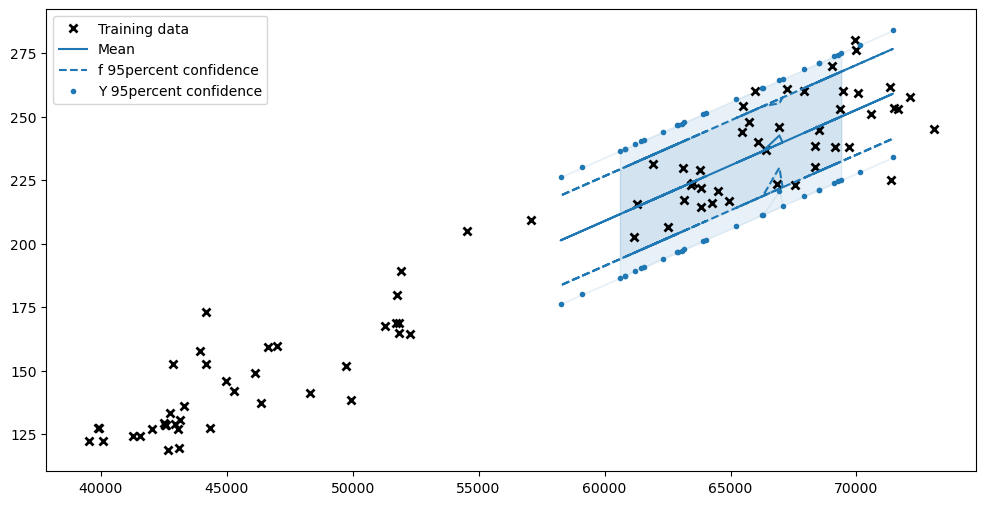 Training data
Mean
f 95percent confidence
Y 95percent confidence
275
250
225
200
175
150
125
40000 45000 50000 55000 60000 65000 70000